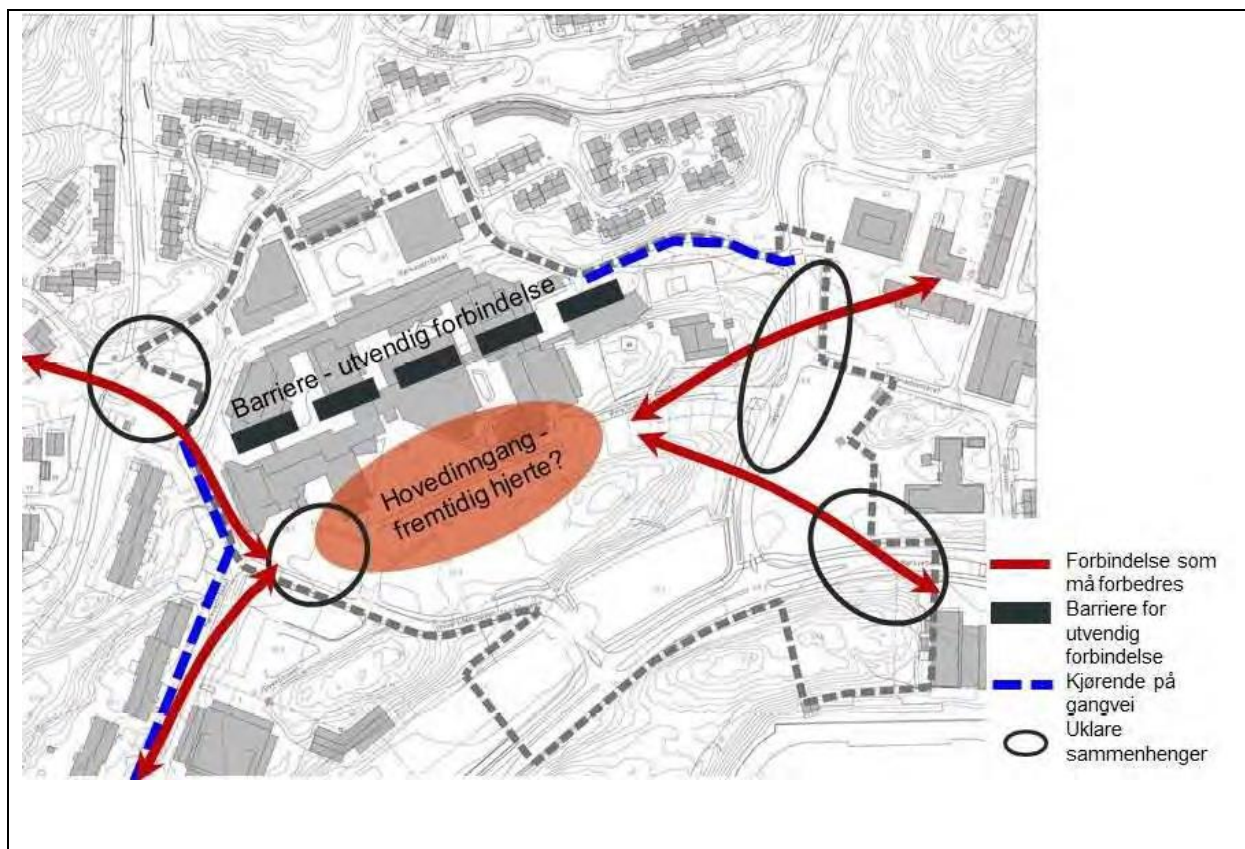 Barriere - utvendig forbindelse
Hovedinngang -
fremtidig hjerte?
Forbindelse som
må forbedres
Barriere for
utvendig
forbindelse
Kjørende på
gangvei
Uklare
sammenhenger